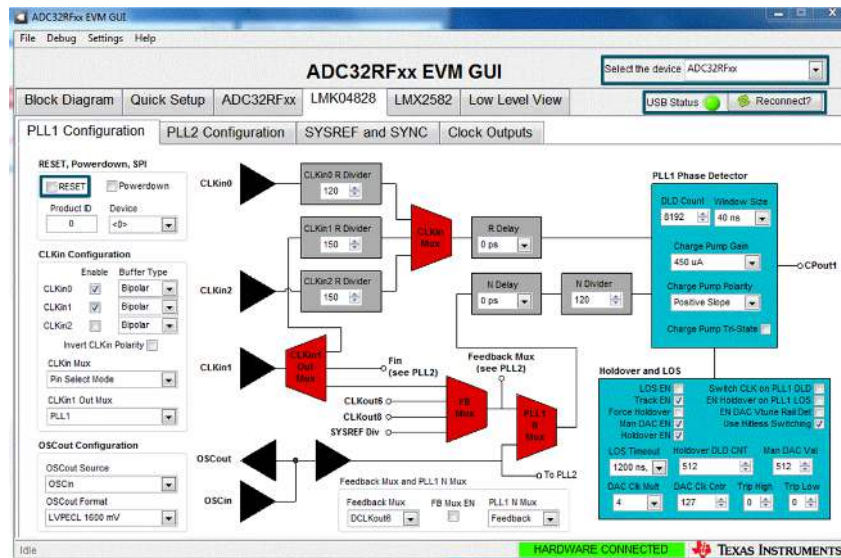 ADC32RFxx EVM GUI
File Debug Settings Help
ADC32RFxx EVM GUI
Select the device ADC32RFxx
Block Diagram Quick Setup ADC32RFxx LMK04828 LMX2582 Low Level View
USB Status Reconnect?
PLL1 Configuration PLL2 Configuration SYSREF and SYNC Clock Outputs
RESET, Powerdown, SPI
RESET Powerdown
Product ID Device
0 <0>
CLKin Configuration
Enable Buffer Type
CLKin0 Bipolar
CLKin1 Bipolar
CLKin2 Bipolar
Invert CLKin Polarity
CLKin Mux
Pin Select Mode
CLKin1 Out Mux
PLL1
OSCout Configuration
OSCout Source
OSCin
OSCout Format
LVPECL 1600 mV
CLKin0
CLKin0 R Divider
120
CLKin1 R Divider
150
CLKin2
CLKin2 R Divider
150
CLKin
Mux
R Delay
0 ps
N Delay
0 ps
N Divider
120
CLKin1
CLKin1
Out
Mux
Fin
(see PLL2)
Feedback Mux
(see PLL2)
CLKout6
CLKout8
SYSREF Div
FB
Mux
PLL1
N
Mux
OSCout
OSCin
To PLL2
Feedback Mux and PLL1 N Mux
Feedback Mux FB Mux EN PLL1 N Mux
DCLKout6 Feedback
PLL1 Phase Detector
DLD Count Window Size
8192 40 ns
Charge Pump Gain
450 uA
CPout1
Charge Pump Polarity
Positive Slope
Charge Pump Tri-State
Holdover and LOS
LOS EN Switch CLK on PLL1 DLD
Track EN EN Holdover on PLL1 LOS
Force Holdover EN DAC Vtune Rail Det
Man DAC EN Use Hitless Switching
Holdover EN
LOS Timeout Holdover DLD CNT Man DAC Val
1200 ns, 512 512
DAC Clk Mult DAC Clk Cntr Trip High Trip Low
4 127 0 0
Idle
HARDWARE CONNECTED
TEXAS INSTRUMENTS